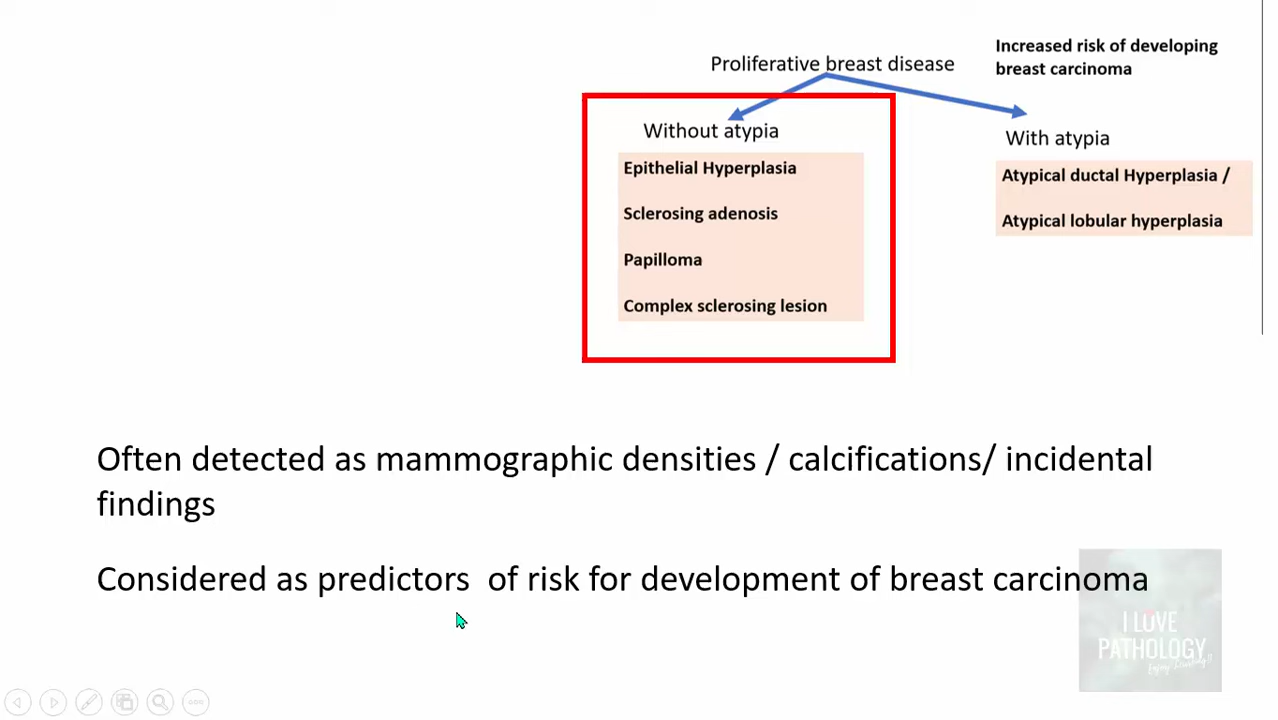 Increased risk of developing
breast carcinoma
Proliferative breast disease
Without atypia
With atypia
Epithelial Hyperplasia
Sclerosing adenosis
Papilloma
Complex sclerosing lesion
Atypical ductal Hyperplasia /
Atypical lobular hyperplasia
Often detected as mammographic densities / calcifications/ incidental
findings
Considered as predictors  of risk for development of breast carcinoma
I LOVE
PATHOLOGY
Enjoy Learning!!